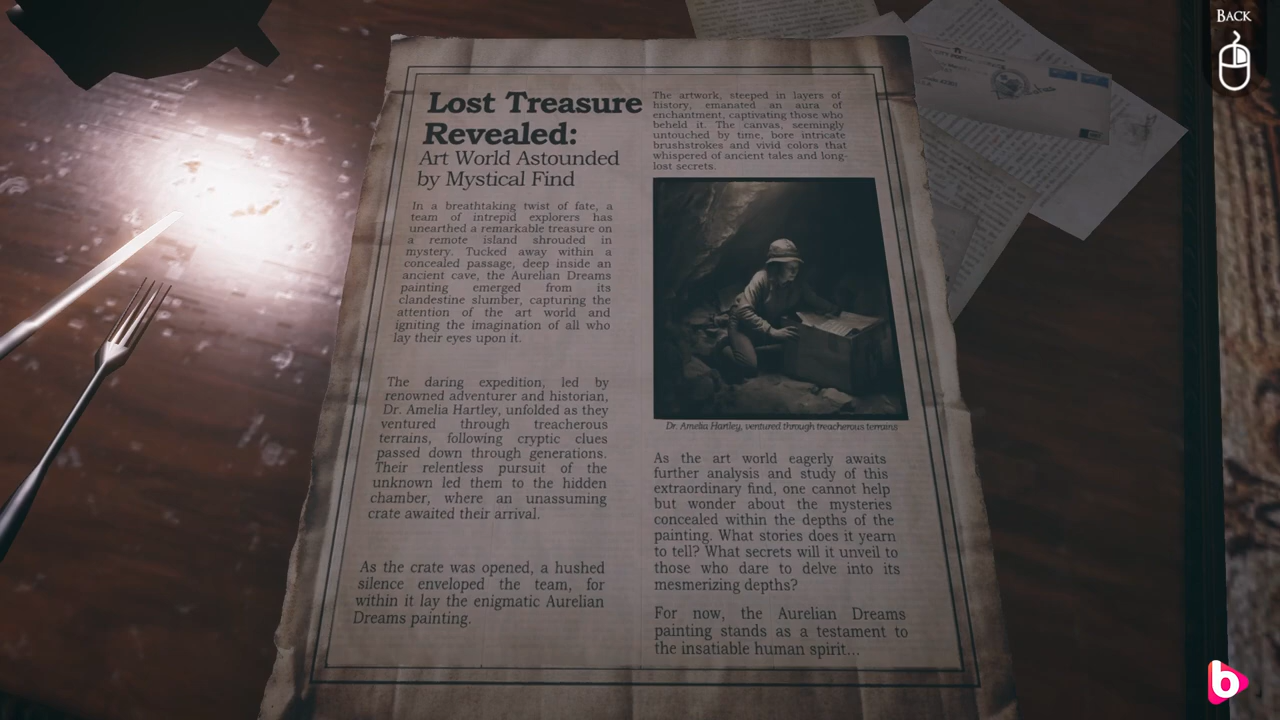 BACK
Lost Treasure
Revealed:
Art World Astounded
by Mystical Find
In a breathtaking twist of fate, a
team of intrepid explorers has
unearthed a remarkable treasure on
a remote island shrouded in
mystery. Tucked away within a
concealed passage, deep inside an
ancient cave, the Aurelian Dreams
painting emerged from its
clandestine slumber, capturing the
attention of the art world and
igniting the imagination of all who
lay their eyes upon it.
The daring expedition, led by
renowned adventurer and historian,
Dr. Amelia Hartley, unfolded as they
ventured through treacherous
terrains, following cryptic clues
passed down through generations.
Their relentless pursuit of the
unknown led them to the hidden
chamber, where an unassuming
crate awaited their arrival.
As the crate was opened, a hushed
silence enveloped the team, for
within it lay the enigmatic Aurelian
Dreams painting.
The artwork, steeped in layers of
history, emanated an aura of
enchantment, captivating those who
beheld it. The canvas, seemingly
untouched by time, bore intricate
brushstrokes and vivid colors that
whispered of ancient tales and long-
lost secrets.
Dr. Amelia Hartley, ventured through treacherous terrains
As the art world eagerly awaits
further analysis and study of this
extraordinary find, one cannot help
but wonder about the mysteries
concealed within the depths of the
painting. What stories does it yearn
to tell? What secrets will it unveil to
those who dare to delve into its
mesmerizing depths?
For now, the Aurelian Dreams
painting stands as a testament to
the insatiable human spirit...
b